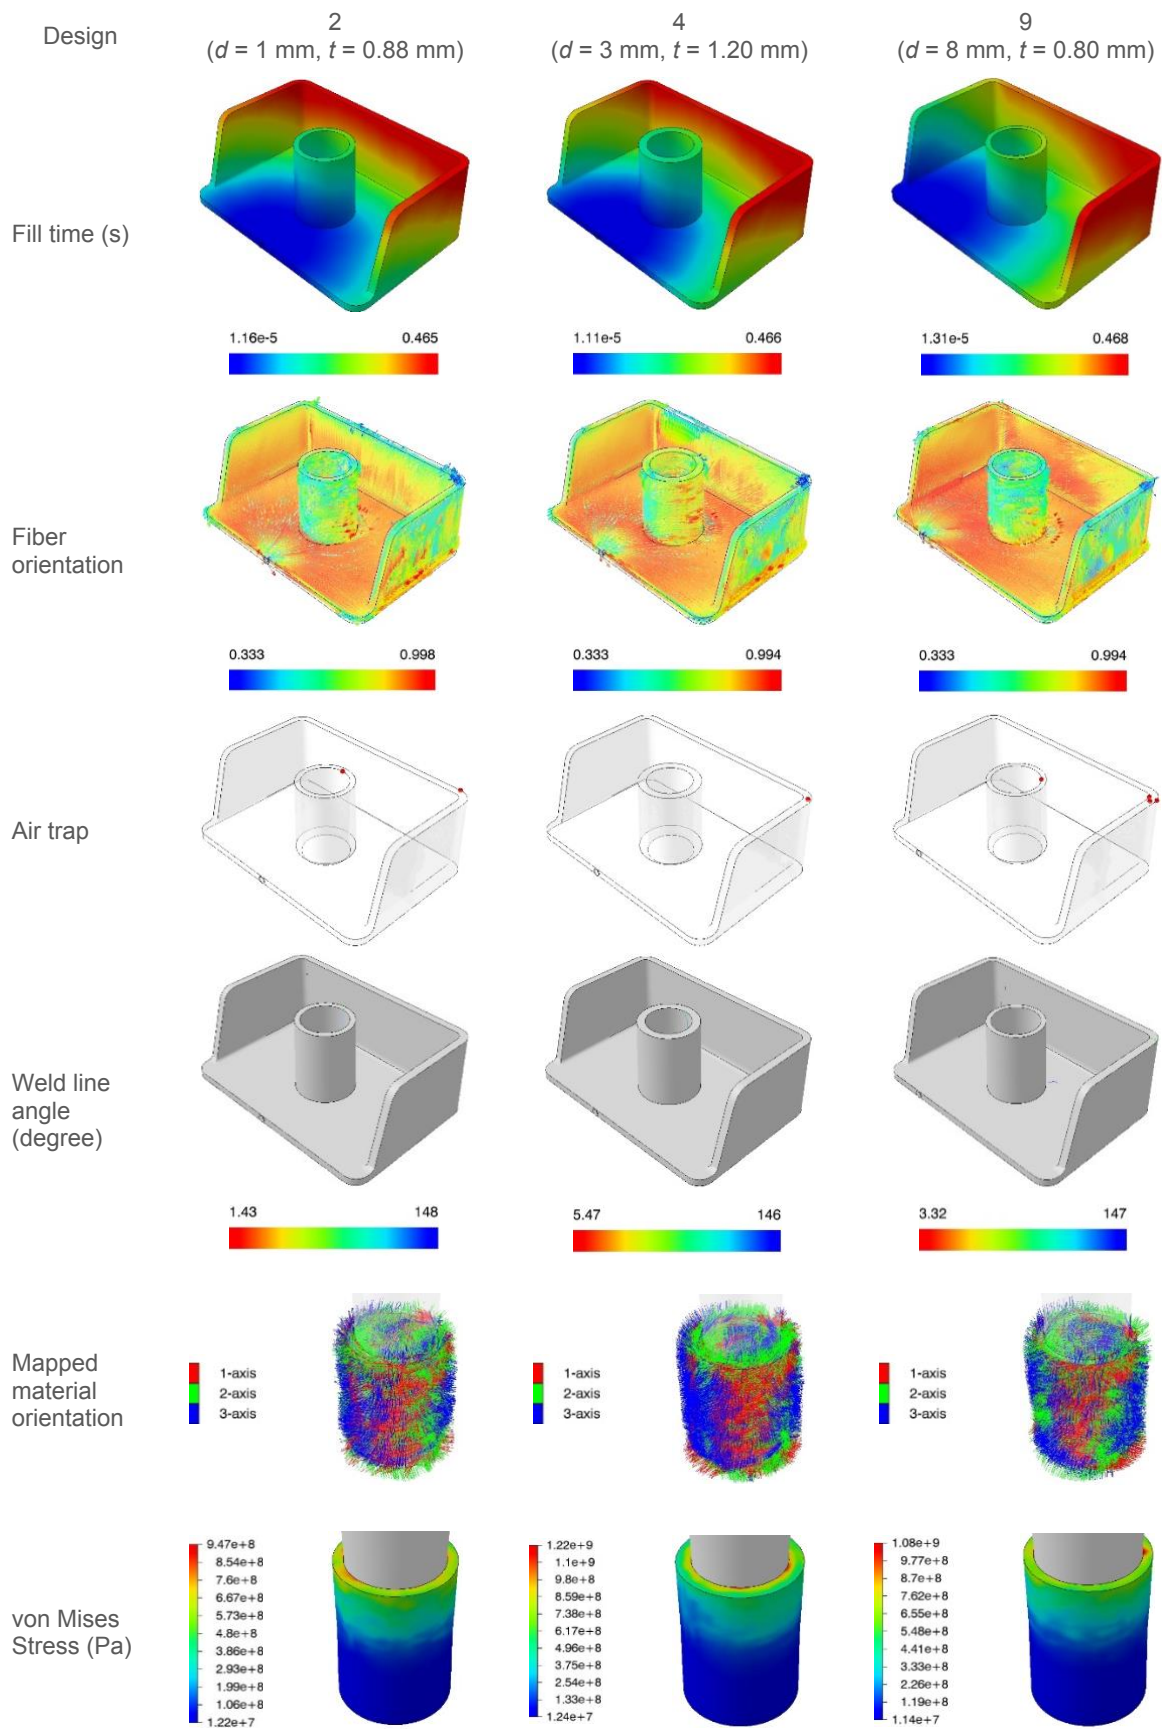 Design
2
(d = 1 mm, t = 0.88 mm)
4
(d = 3 mm, t = 1.20 mm)
9
(d = 8 mm, t = 0.80 mm)
Fill time (s)
1.16e-5 0.465
1.11e-5 0.466
1.31e-5 0.468
Fiber
orientation
0.333 0.998
0.333 0.994
0.333 0.994
Air trap
Weld line
angle
(degree)
1.43 148
5.47 146
3.32 147
Mapped
material
orientation
1-axis
2-axis
3-axis
1-axis
2-axis
3-axis
1-axis
2-axis
3-axis
von Mises
Stress (Pa)
9.47e+8
8.54e+8
7.6e+8
6.67e+8
5.73e+8
4.8e+8
3.86e+8
2.93e+8
1.99e+8
1.06e+8
1.22e+7
1.22e+9
1.1e+9
9.8e+8
8.59e+8
7.38e+8
6.17e+8
4.96e+8
3.75e+8
2.54e+8
1.33e+8
1.24e+7
1.08e+9
9.77e+8
8.7e+8
7.62e+8
6.55e+8
5.48e+8
4.41e+8
3.33e+8
2.26e+8
1.19e+8
1.14e+7